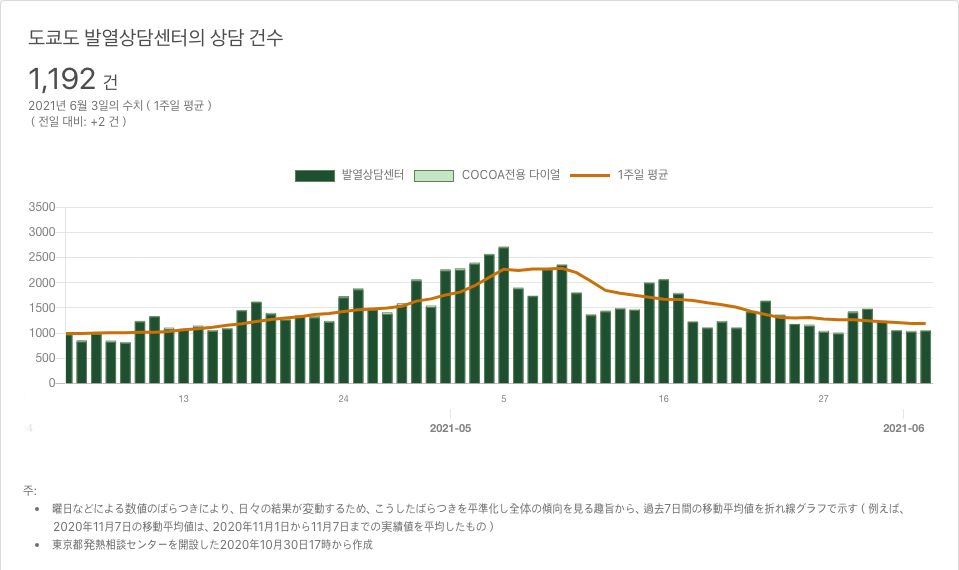 도쿄도 발열상담센터의 상담 건수
1,192 건
2021년 6월 3일의 수치 ( 1주일 평균 )
( 전일 대비: +2 건 )
발열상담센터 COCOA전용 다이얼 1주일 평균
3500
3000
2500
2000
1500
1000
500
0
13 24 5 16 27
4 2021-05 2021-06
주:
曜日などによる数値のばらつきにより、日々の結果が変動するため、こうしたばらつきを平準化し全体の傾向を見る趣旨から、過去7日間の移動平均値を折れ線グラフで示す ( 例えば、
2020年11月7日の移動平均値は、2020年11月1日から11月7日までの実績値を平均したもの )
東京都発熱相談センターを開設した2020年10月30日17時から作成